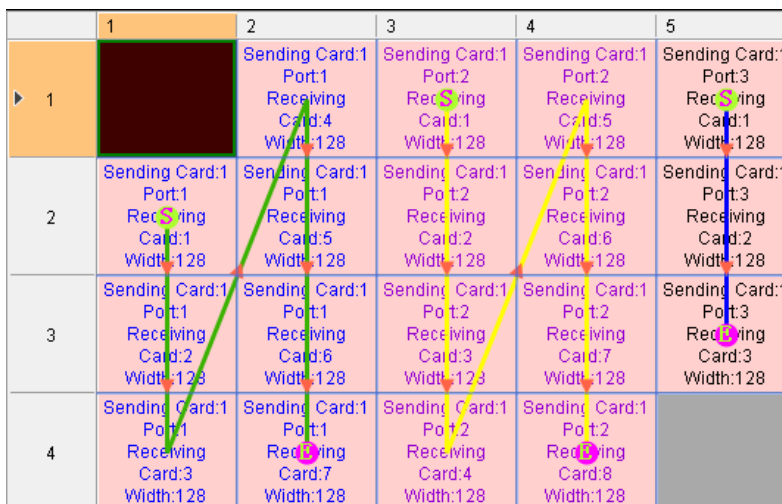 1 2 3 4 5
1
Sending Card:1
Port:1
Receiving
Card:4
Width:128
Sending Card:1
Port:2
Receiving
S
Card:1
Width:128
Sending Card:1
Port:2
Receiving
Card:5
Width:128
Sending Card:1
Port:3
Receiving
S
Card:1
Width:128
2
Sending Card:1
Port:1
Receiving
S
Card:1
Width:128
Sending Card:1
Port:1
Receiving
Card:5
Width:128
Sending Card:1
Port:2
Receiving
Card:2
Width:128
Sending Card:1
Port:2
Receiving
Card:6
Width:128
Sending Card:1
Port:3
Receiving
Card:2
Width:128
3
Sending Card:1
Port:1
Receiving
Card:2
Width:128
Sending Card:1
Port:1
Receiving
Card:6
Width:128
Sending Card:1
Port:2
Receiving
Card:3
Width:128
Sending Card:1
Port:2
Receiving
Card:7
Width:128
Sending Card:1
Port:3
Receiving
E
Card:3
Width:128
4
Sending Card:1
Port:1
Receiving
Card:3
Width:128
Sending Card:1
Port:1
Receiving
E
Card:7
Width:128
Sending Card:1
Port:2
Receiving
Card:4
Width:128
Sending Card:1
Port:2
Receiving
E
Card:8
Width:128